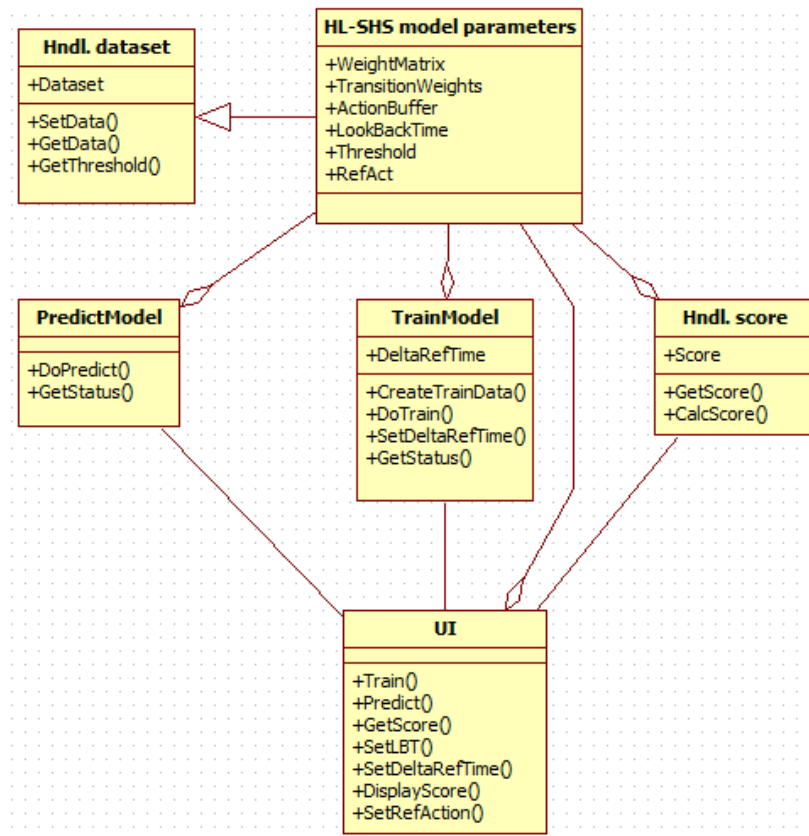 Hndl. dataset
+Dataset
+SetData()
+GetData()
+GetThreshold()
HL-SHS model parameters
+WeightMatrix
+TransitionWeights
+ActionBuffer
+LookBackTime
+Threshold
+RefAct
PredictModel
+DoPredict()
+GetStatus()
TrainModel
+DeltaRefTime
+CreateTrainData()
+DoTrain()
+SetDeltaRefTime()
+GetStatus()
Hndl. score
+Score
+GetScore()
+CalcScore()
UI
+Train()
+Predict()
+GetScore()
+SetLBT()
+SetDeltaRefTime()
+DisplayScore()
+SetRefAction()